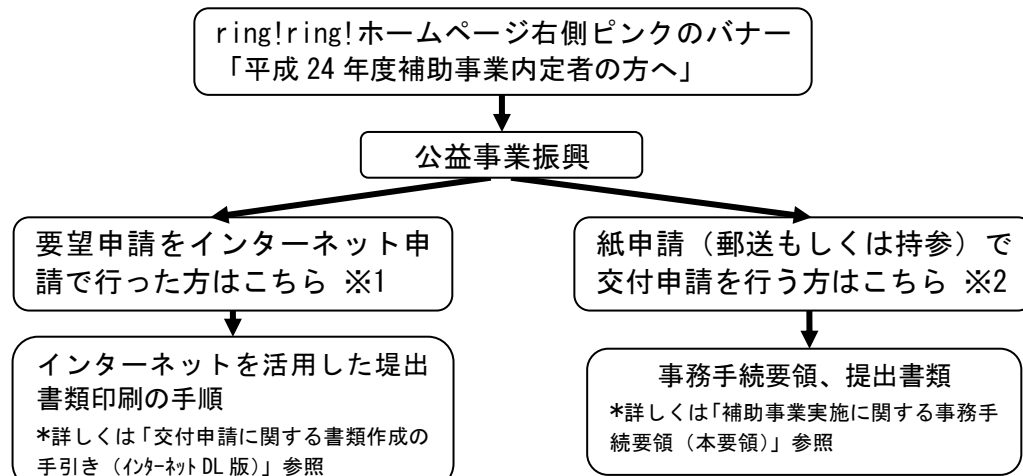 ring!ring!ホームページ右側ピンクのバナー
「平成 24 年度補助事業内定者の方へ」
公益事業振興
要望申請をインターネット申
請で行った方はこちら ※1
紙申請（郵送もしくは持参）で
交付申請を行う方はこちら ※2
インターネットを活用した堤出
書類印刷の手順
*詳しくは「交付申請に関する書類作成の
手引き（ｲﾝﾀｰﾈｯﾄ DL 版）」参照
事務手続要領、提出書類
*詳しくは「補助事業実施に関する事務手
続要領（本要領）」参照